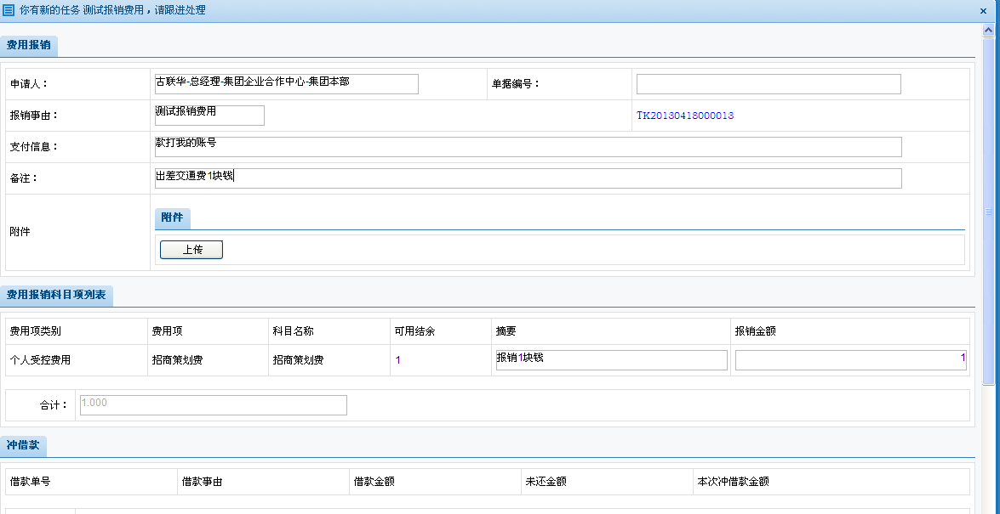 你有新的任务 测试报销费用，请跟进处理
费用报销
申请人： 古联华-总经理-集团企业合作中心-集团本部 单据编号：
报销事由： 测试报销费用 TK20130418000013
支付信息： 款打我的账号
备注： 出差交通费1块钱
附件
附件
上传
费用报销科目项列表
费用项类别 费用项 科目名称 可用结余 摘要 报销金额
个人受控费用 招商策划费 招商策划费 1 报销1块钱 1
合计： 1.000
冲借款
借款单号 借款事由 借款金额 未还金额 本次冲借款金额